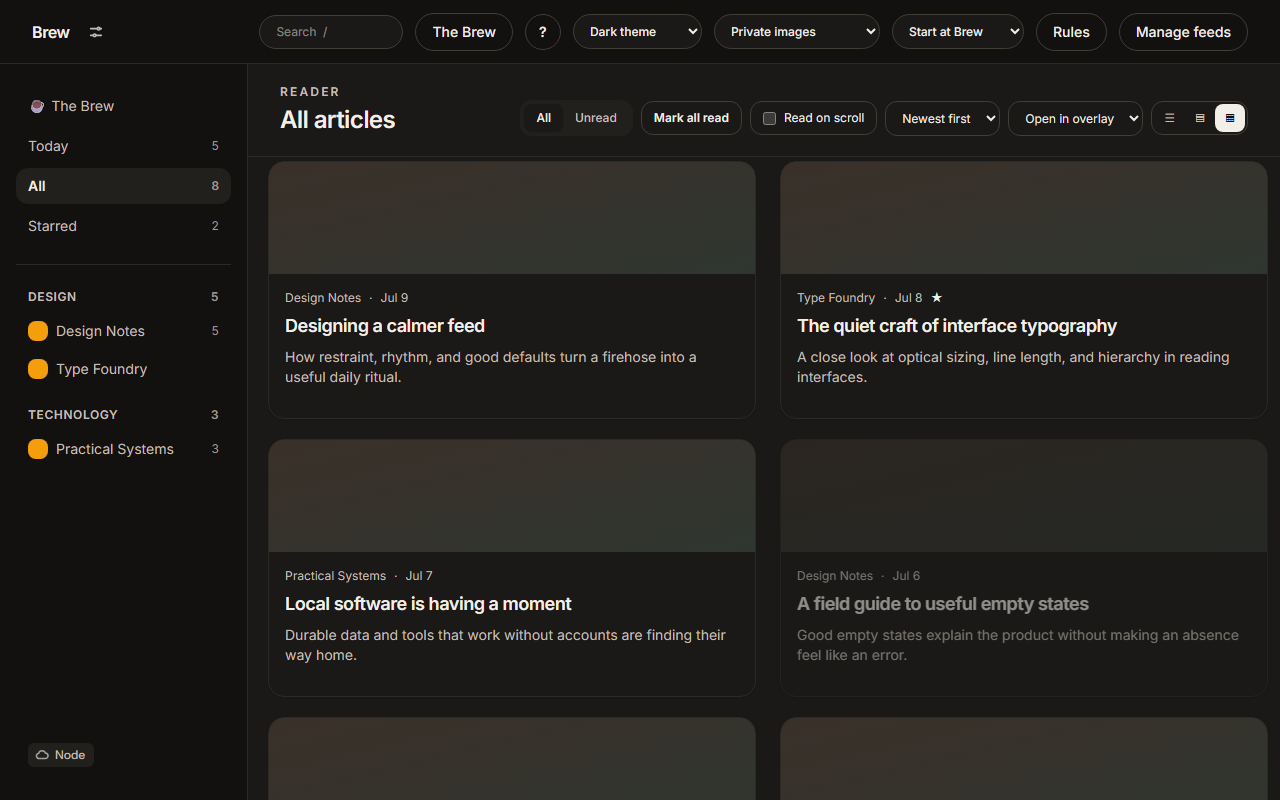 Brew
Search /
The Brew
?
Dark theme
Private images
Start at Brew
Rules
Manage feeds
The Brew
Today 5
All 8
Starred 2
DESIGN 5
Design Notes 5
Type Foundry
TECHNOLOGY 3
Practical Systems 3
Node
READER
All articles
All
Unread
Mark all read
Read on scroll
Newest first
Open in overlay
Design Notes · Jul 9
Designing a calmer feed
How restraint, rhythm, and good defaults turn a firehose into a
useful daily ritual.
Type Foundry · Jul 8 ★
The quiet craft of interface typography
A close look at optical sizing, line length, and hierarchy in reading
interfaces.
Practical Systems · Jul 7
Local software is having a moment
Durable data and tools that work without accounts are finding their
way home.
Design Notes · Jul 6
A field guide to useful empty states
Good empty states explain the product without making an absence
feel like an error.